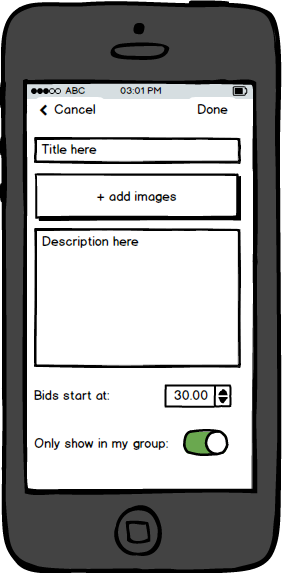 ABC 03:01 PM
Cancel Done
Title here
+ add images
Description here
Bids start at: 30.00
Only show in my group: